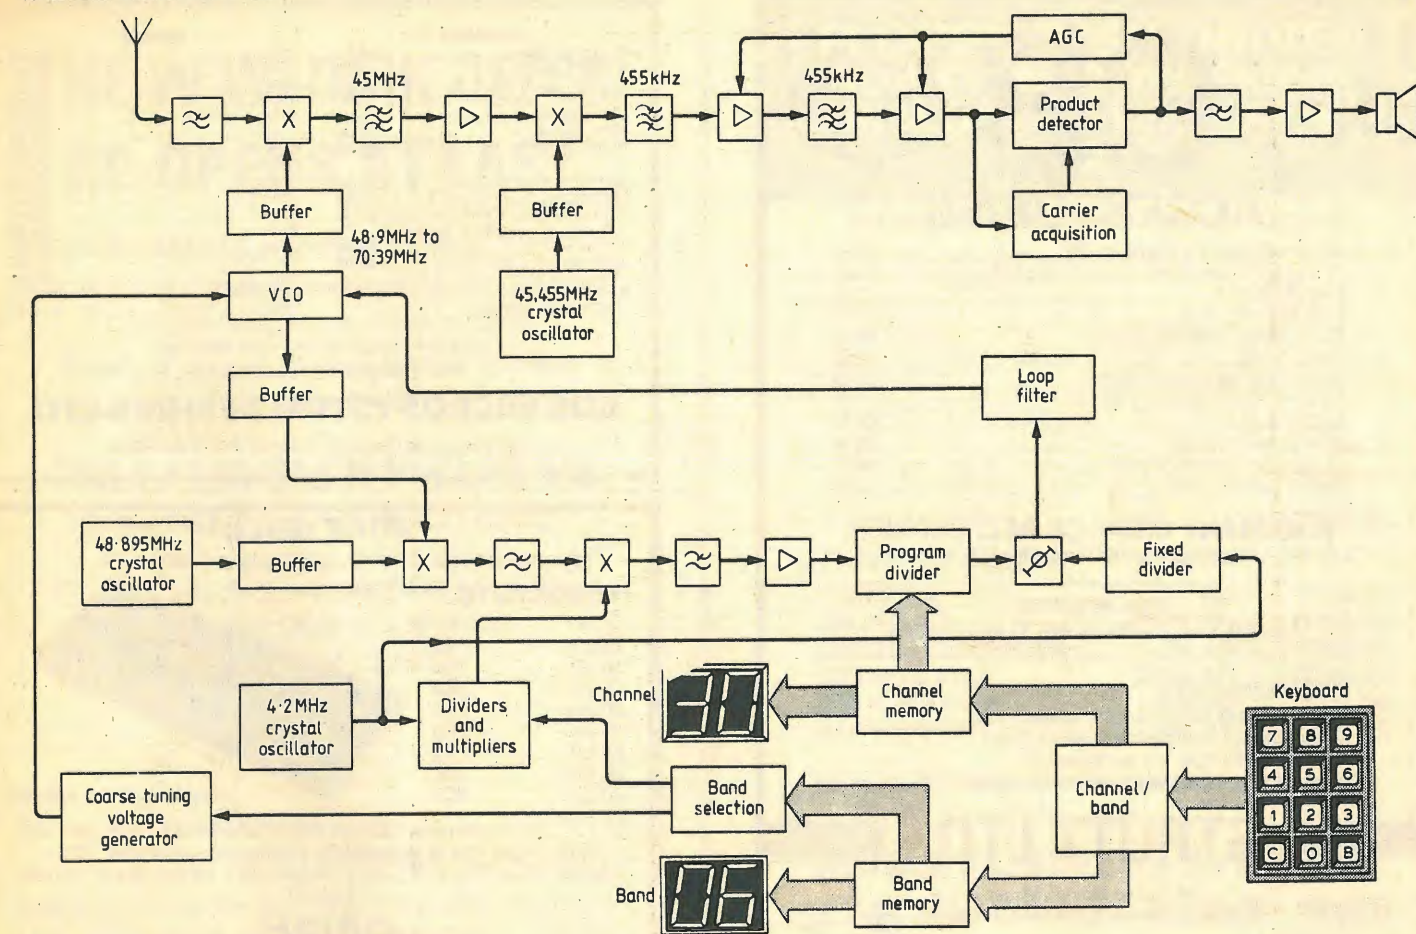 AGC
45MHz
455kHz
455kHz
X
X
Product
detector
Buffer
Buffer
Carrier
acquisition
48·9MHz to
70·39MHz
VCO
45,455MHz
crystal
oscillator
Buffer
Loop
filter
48·895MHz
crystal
oscillator
Buffer
X
X
Program
divider
Fixed
divider
4·2MHz
crystal
oscillator
Dividers
and
multipliers
Channel
Channel
memory
Keyboard
7 8 9
4 5 6
1 2 3
C 0 B
Channel /
band
Coarse tuning
voltage
generator
Band
selection
Band
06
Band
memory